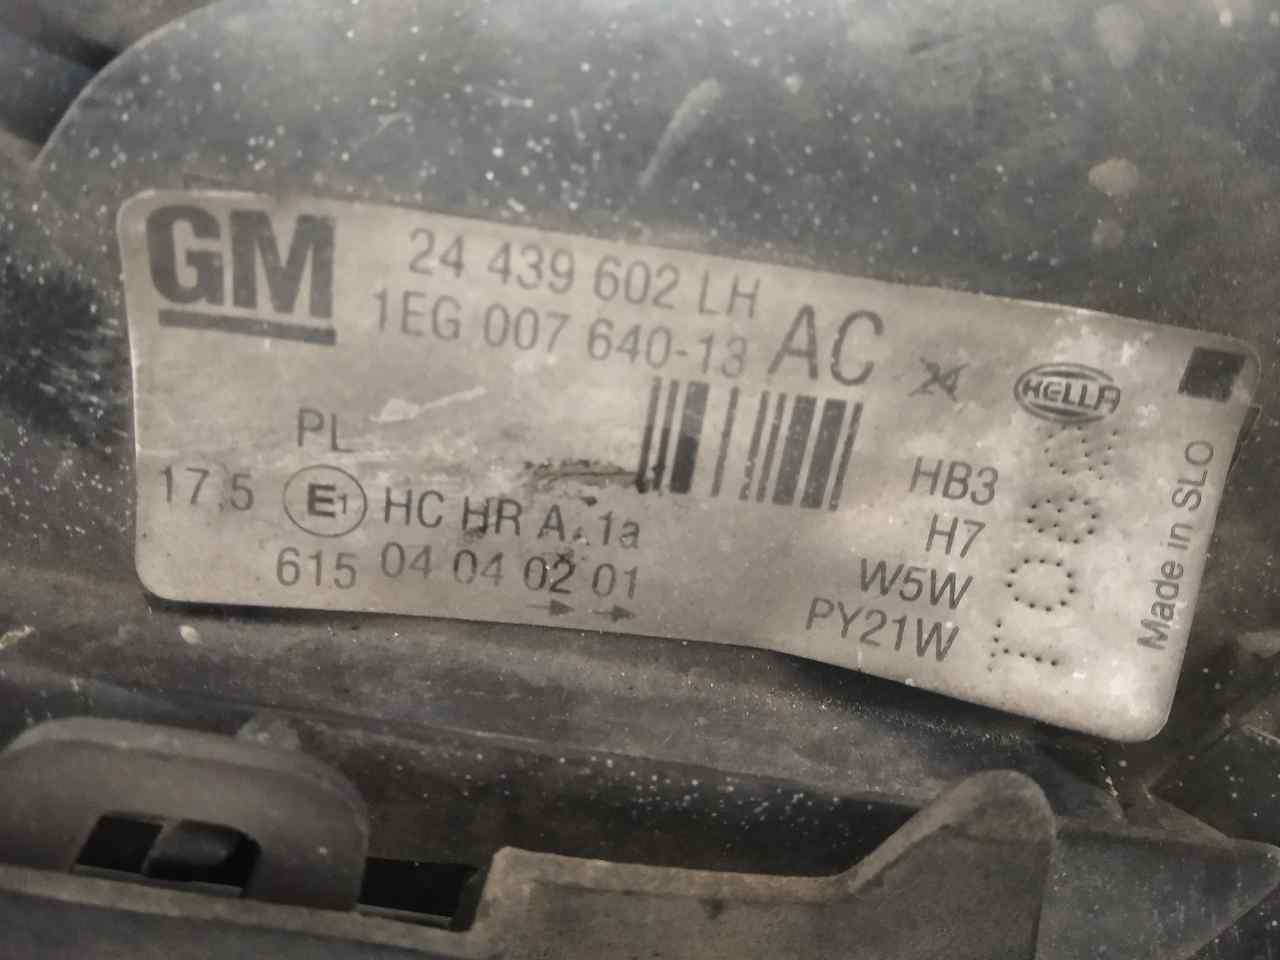 GM
24 439 602 LH
1EG 007 640-13
AC
24
HELLA
PL
17,5 E1 HC HR A 1a
615 04 04 02 01
→ →
HB3
H7
W5W
PY21W
Made in SLO